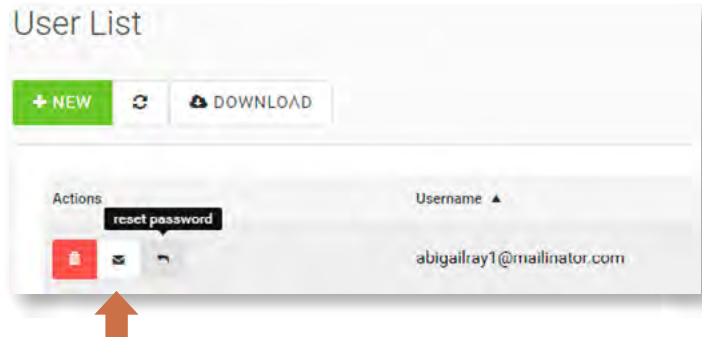 User List
+ NEW DOWNLOAD
Actions Username ▲
reset password
abigailray1@mailinator.com